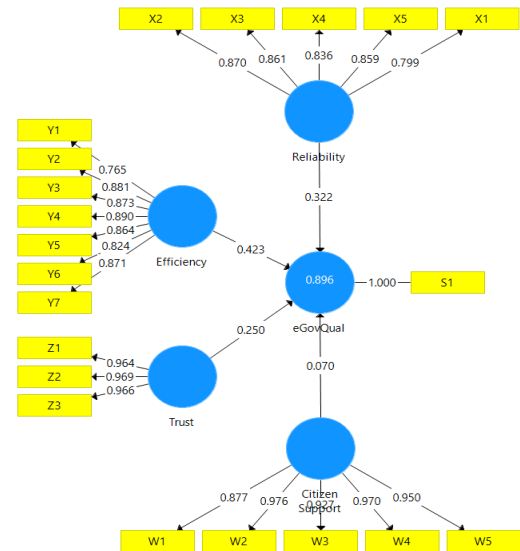 X2 X3 X4 X5 X1
0.870 0.861 0.836 0.859 0.799
Reliability
0.322
Y1
Y2
Y3
Y4
Y5
Y6
Y7
0.765
0.881
0.873
0.890
0.864
0.824
0.871
Efficiency
0.423
0.896
eGovQual
1.000
S1
Z1
Z2
Z3
0.964
0.969
0.966
Trust
0.250
0.070
Citizen
Support
0.877 0.976 0.927 0.970 0.950
W1 W2 W3 W4 W5